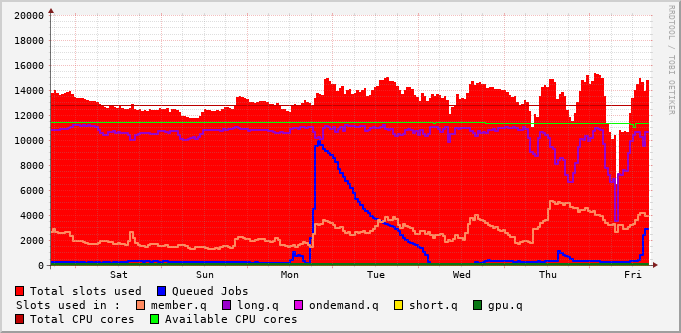 20000
18000
16000
14000
12000
10000
8000
6000
4000
2000
0
Sat Sun Mon Tue Wed Thu Fri
RRDTOOL / TOBI OETIKER
Total slots used Queued Jobs
Slots used in : member.q long.q ondemand.q short.q gpu.q
Total CPU cores Available CPU cores